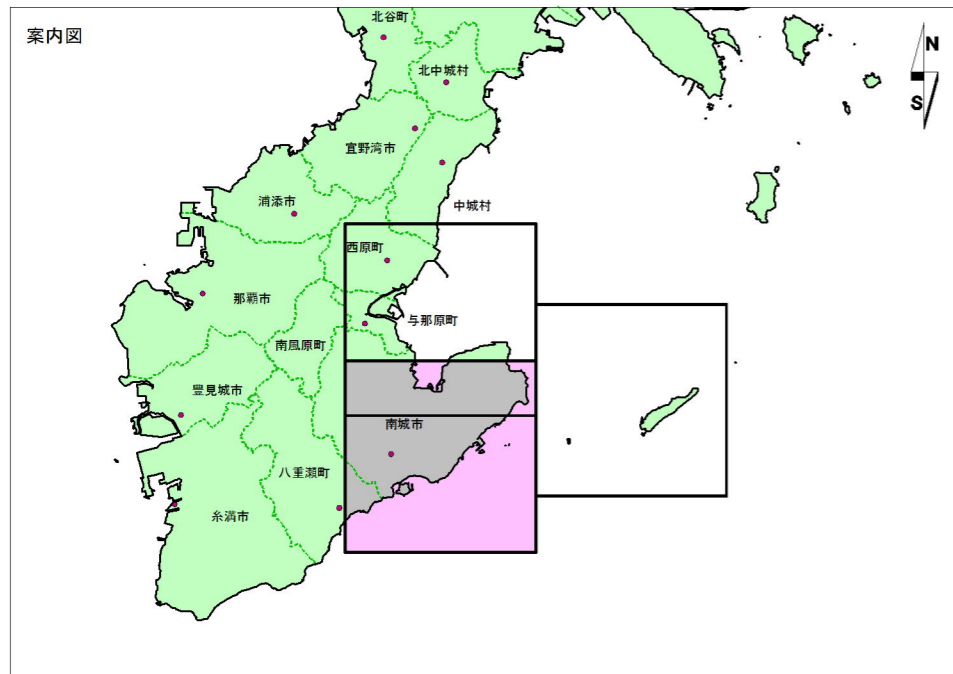 案内図
北谷町
N
S
北中城村
宜野湾市
浦添市
中城村
西原町
那覇市
与那原町
南風原町
豊見城市
南城市
八重瀬町
糸満市